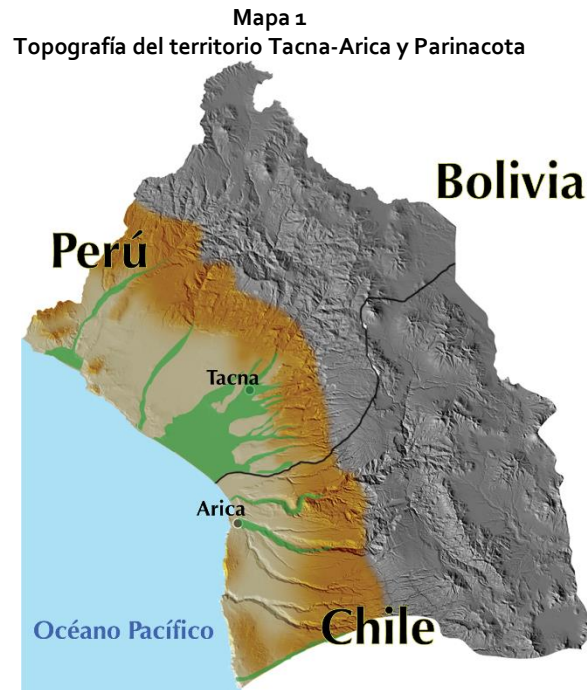 Mapa 1
Topografía del territorio Tacna-Arica y Parinacota
Bolivia
Perú
Tacna
Arica
Océano Pacífico
Chile